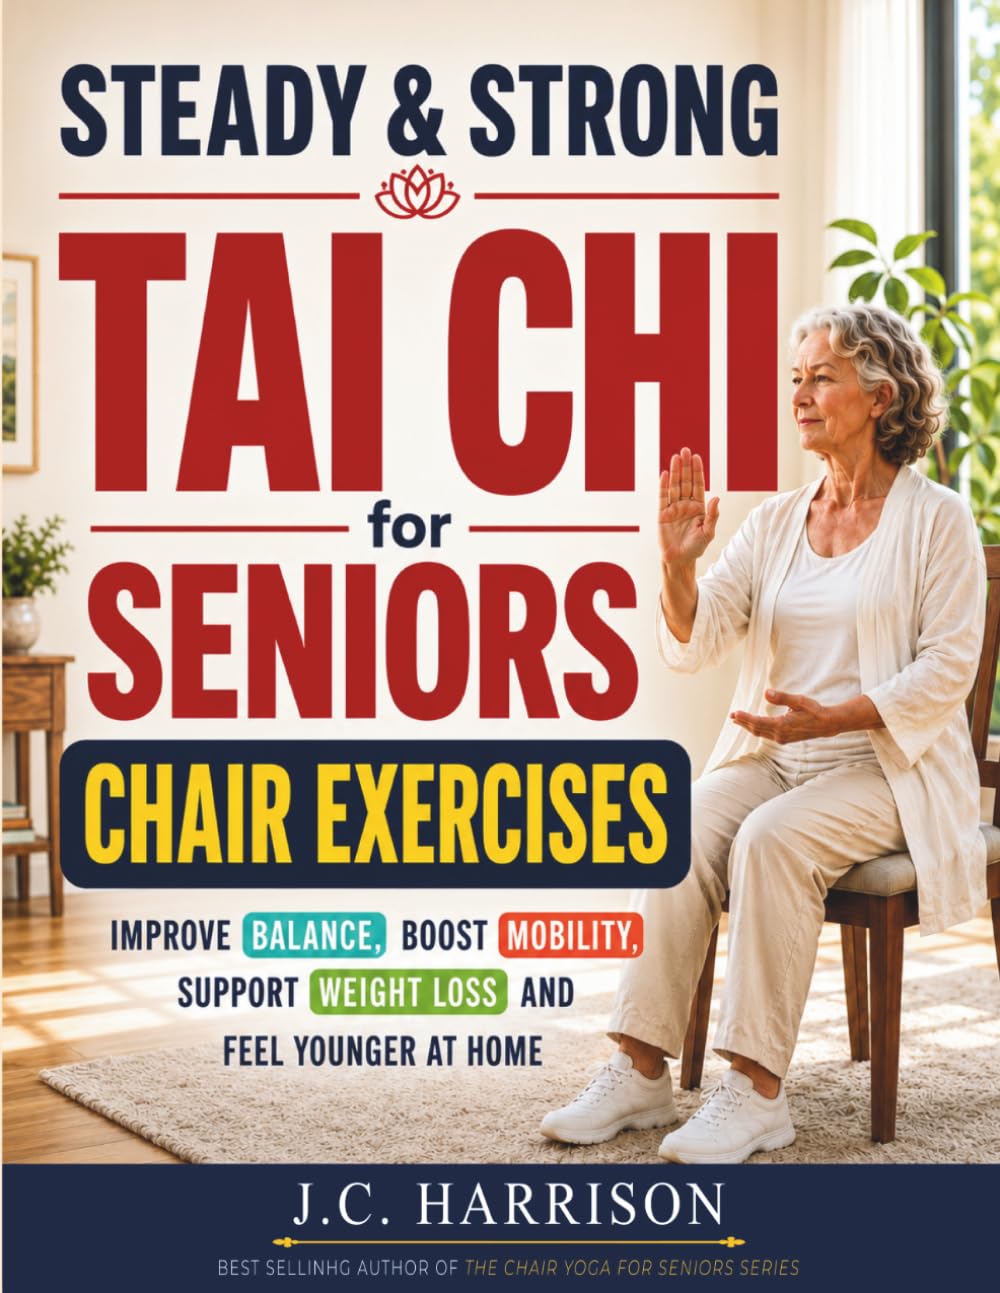 STEADY & STRONG
TAI CHI
for
SENIORS
CHAIR EXERCISES
IMPROVE BALANCE, BOOST MOBILITY,
SUPPORT WEIGHT LOSS AND
FEEL YOUNGER AT HOME
J.C. HARRISON
BEST SELLINHG AUTHOR OF THE CHAIR YOGA FOR SENIORS SERIES